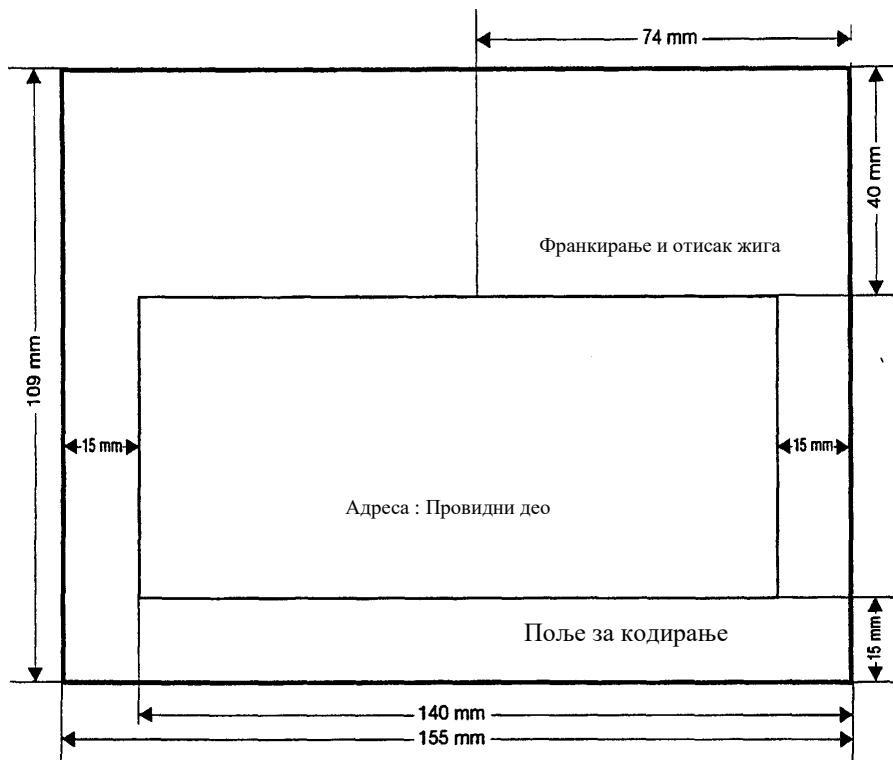 74 mm
40 mm
Франкирање и отисак жига
109 mm
15 mm
15 mm
Адреса : Провидни део
Поље за кодирање
15 mm
140 mm
155 mm